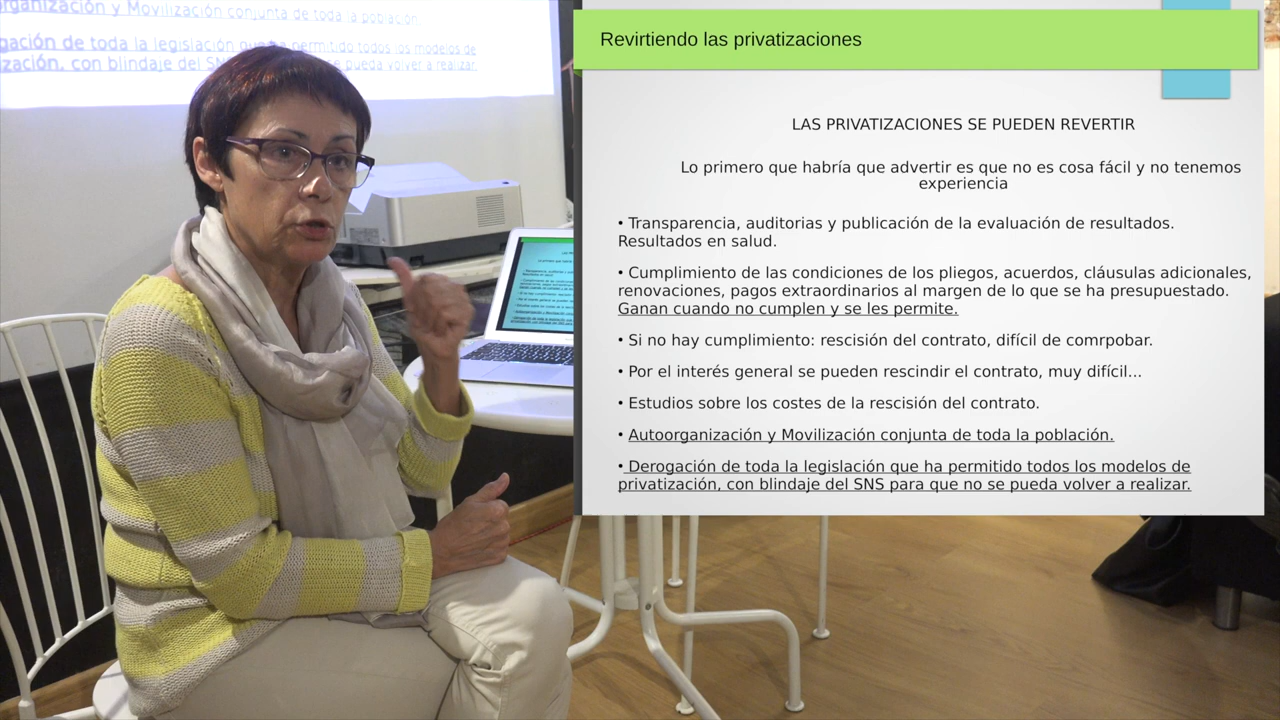 organización y Movilización conjunta de toda la población.
gación de toda la legislación que ha permitido todos los modelos de
zación, con blindaje del SN se pueda volver a realizar.
Revirtiendo las privatizaciones
LAS PRIVATIZACIONES SE PUEDEN REVERTIR
Lo primero que habría que advertir es que no es cosa fácil y no tenemos
experiencia
• Transparencia, auditorias y publicación de la evaluación de resultados.
Resultados en salud.
• Cumplimiento de las condiciones de los pliegos, acuerdos, cláusulas adicionales,
renovaciones, pagos extraordinarios al margen de lo que se ha presupuestado.
Ganan cuando no cumplen y se les permite.
• Si no hay cumplimiento: rescisión del contrato, difícil de comrpobar.
• Por el interés general se pueden rescindir el contrato, muy difícil...
• Estudios sobre los costes de la rescisión del contrato.
• Autoorganización y Movilización conjunta de toda la población.
• Derogación de toda la legislación que ha permitido todos los modelos de
privatización, con blindaje del SNS para que no se pueda volver a realizar.